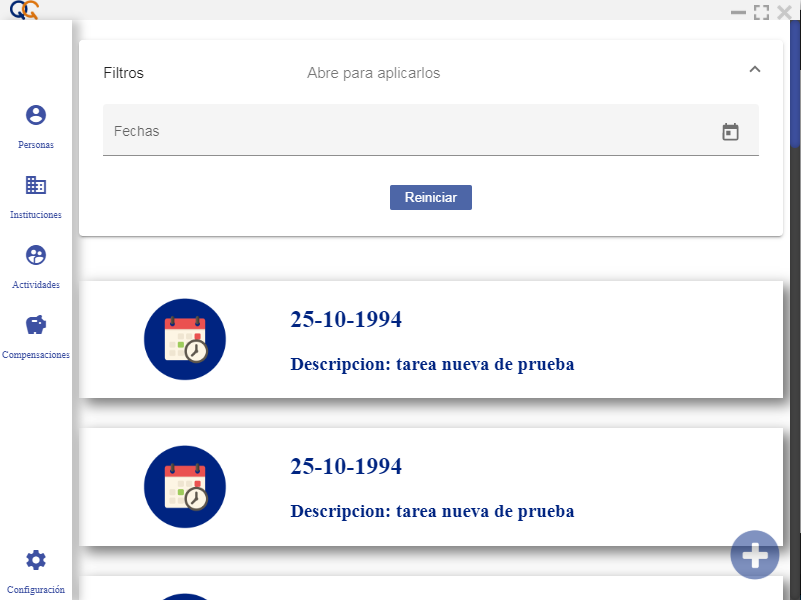 Filtros
Abre para aplicarlos
Fechas
Reiniciar
Personas
Instituciones
Actividades
Compensaciones
Configuración
25-10-1994
Descripcion: tarea nueva de prueba
25-10-1994
Descripcion: tarea nueva de prueba